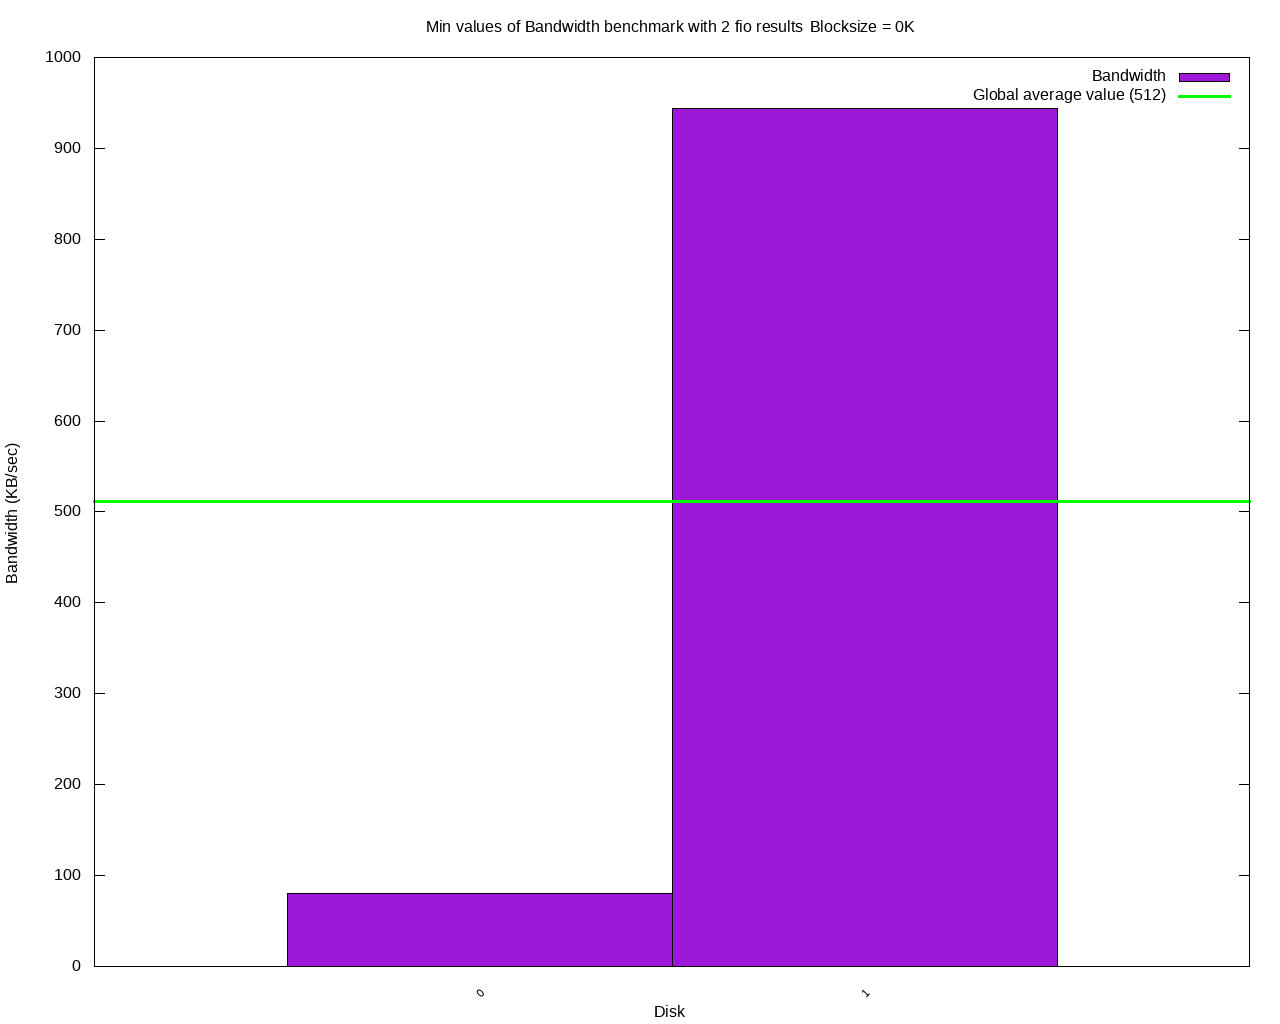 Min values of Bandwidth benchmark with 2 fio results Blocksize = 0K
1000
900
800
700
600
500
400
300
200
100
0
Bandwidth (KB/sec)
Bandwidth
Global average value (512)
0
1
Disk